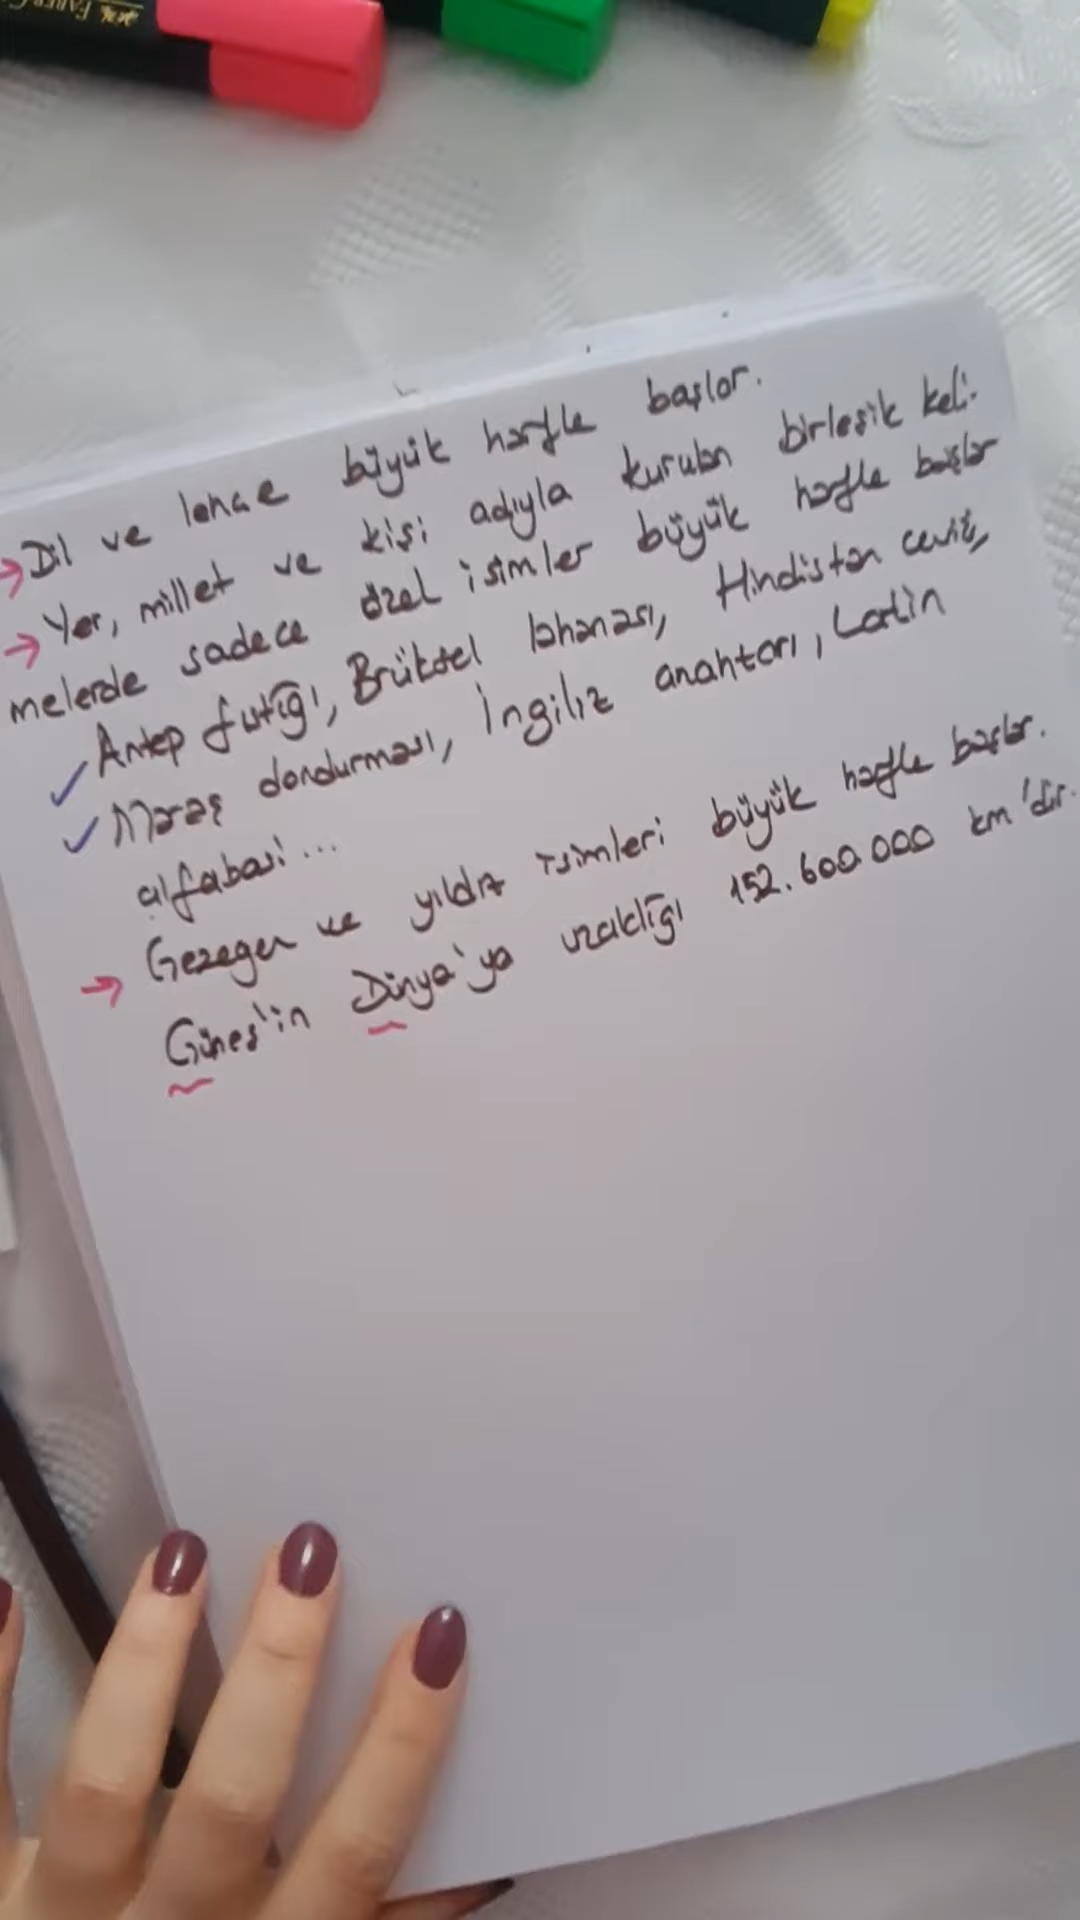 FABER-C
→ Dil ve lehçe büyük harfle başlar.
→ Yer, millet ve kişi adıyla kurulan birleşik keli-
melerde sadece özel isimler büyük harfle başlar
✓ Antep fıstığı, Brüksel lahanası, Hindistan cevizi,
✓ Maraş dondurması, İngiliz anahtarı, Latin
alfabesi...
→ Gezegen ve yıldız isimleri büyük harfle başlar.
Güneş'in Dünya'ya uzaklığı 152.600.000 km'dir.